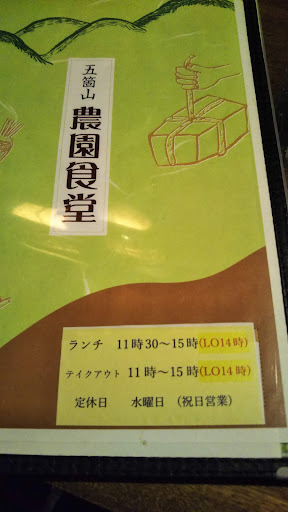 五箇山
農園食堂
ランチ 11時30～15時(LO14時)
テイクアウト 11時～15時(LO14時)
定休日 水曜日 (祝日営業)